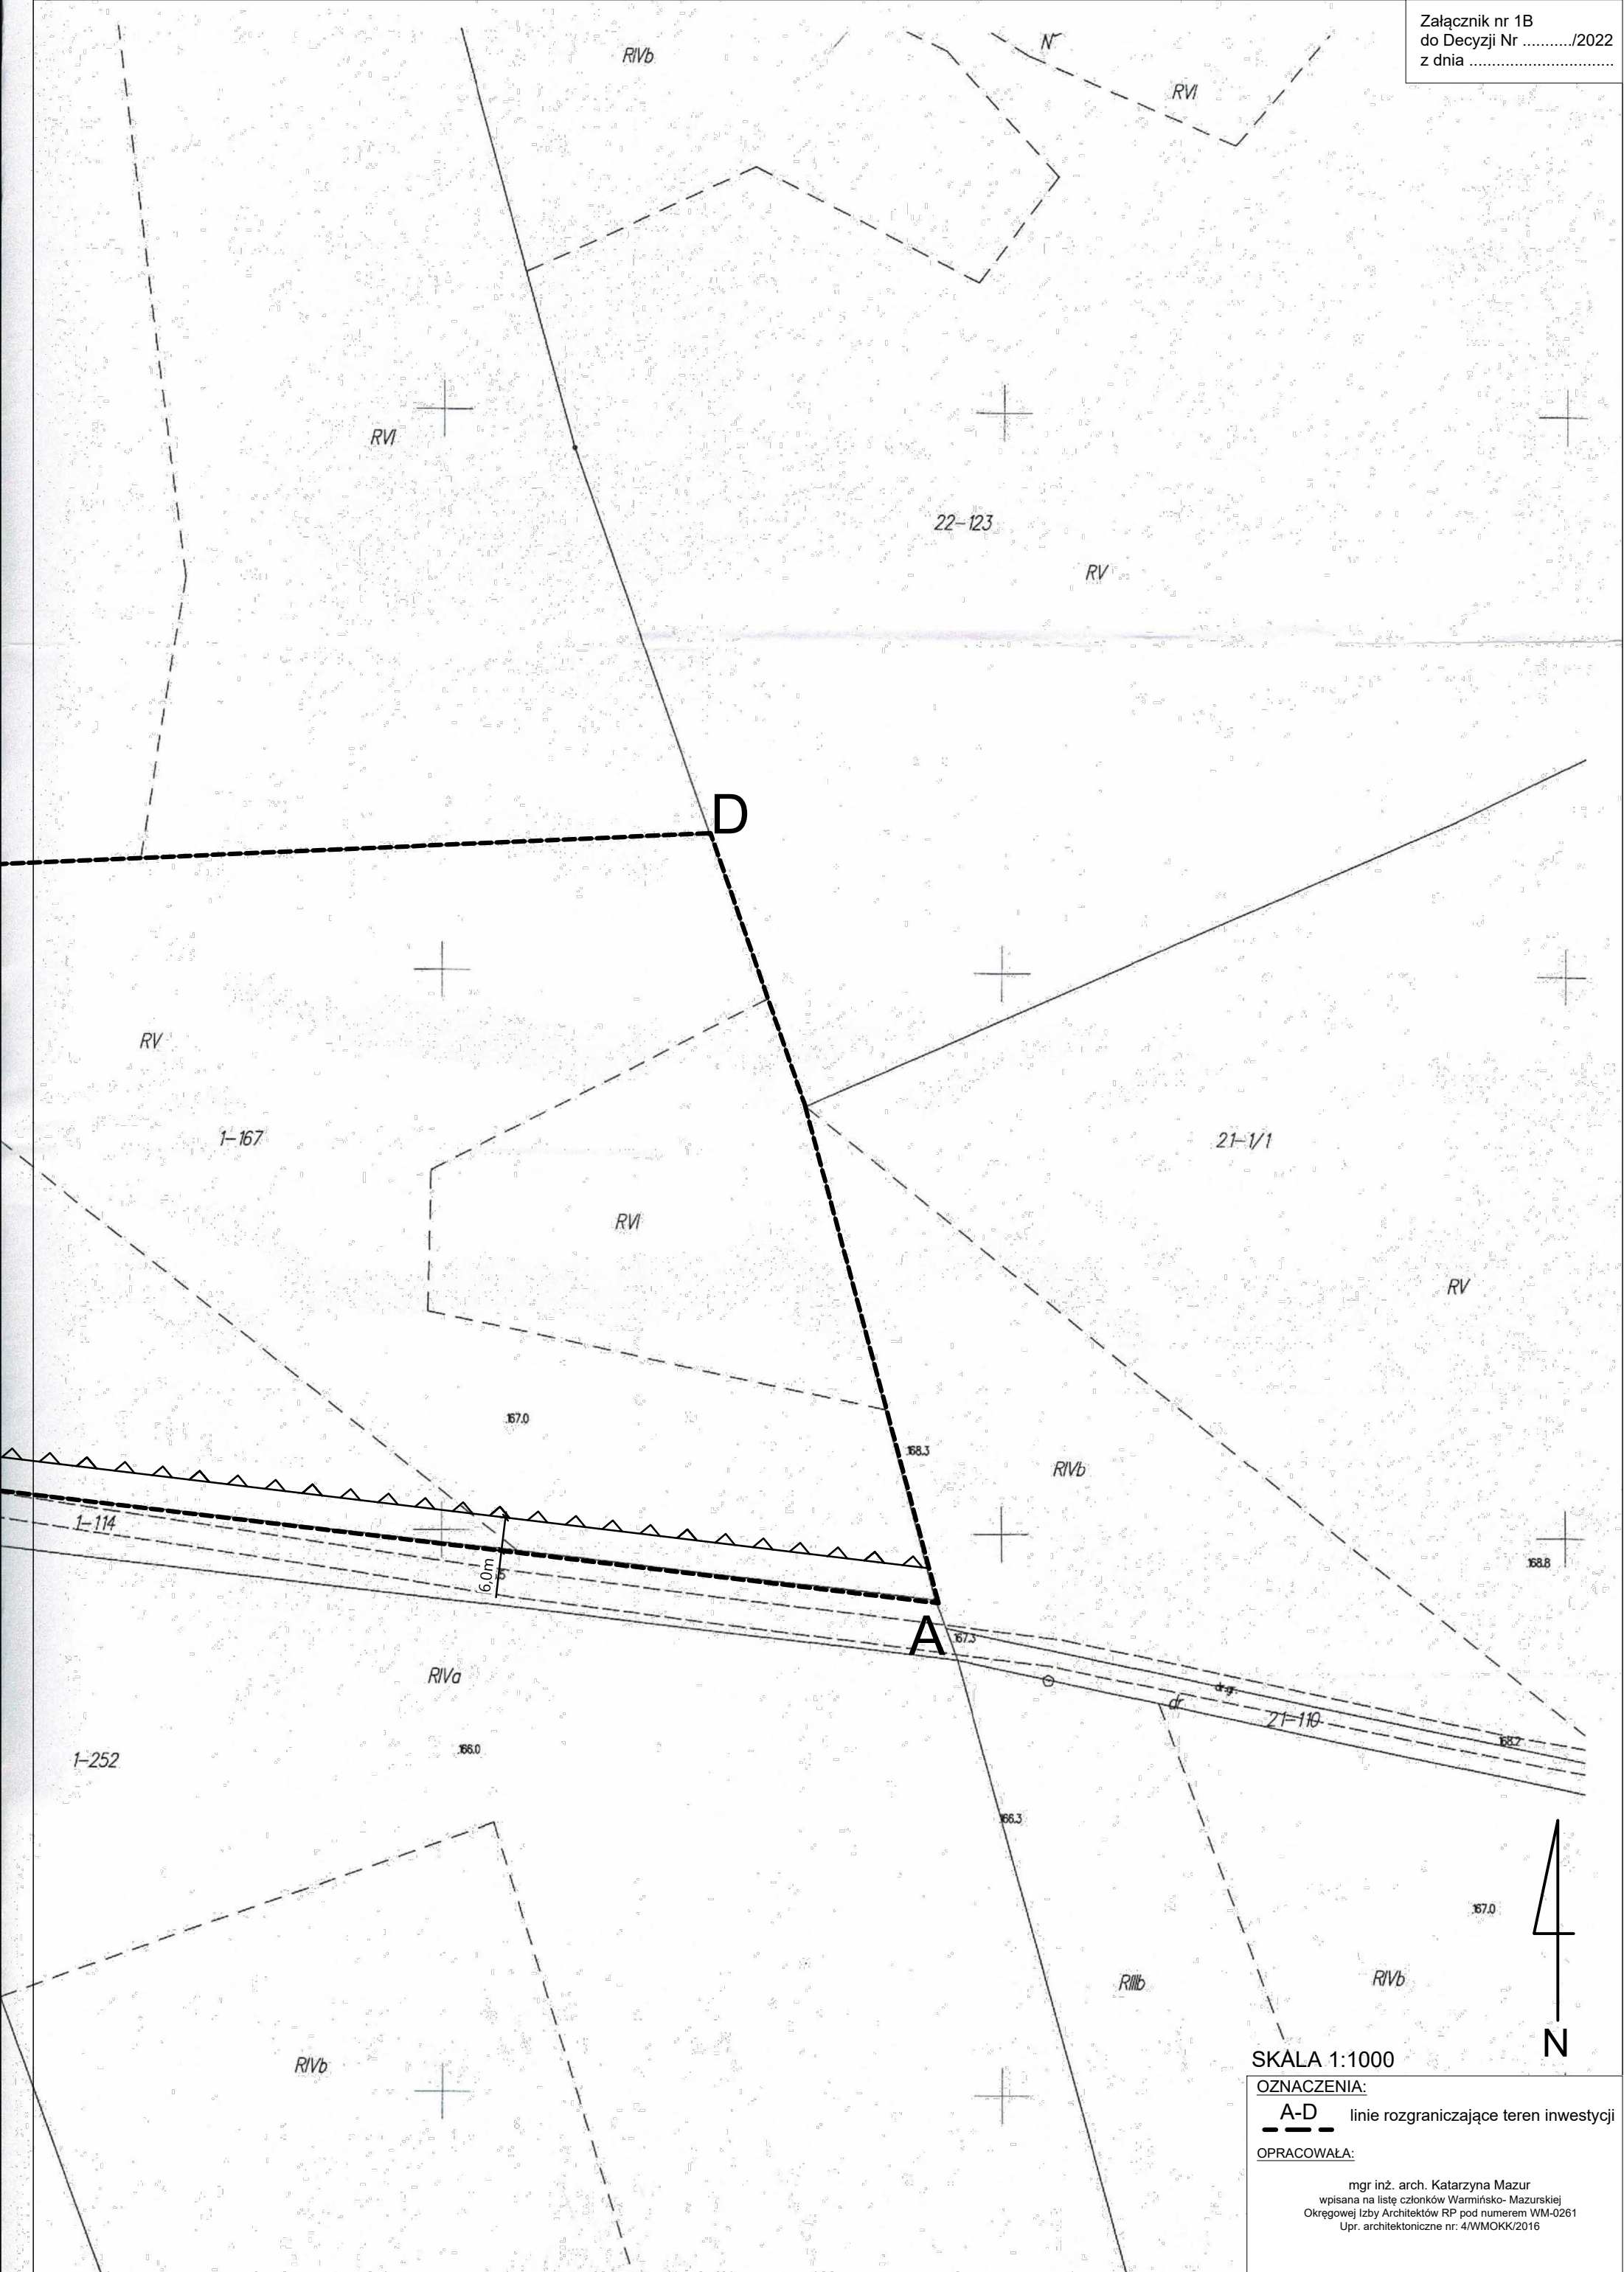 Załącznik nr 1B
do Decyzji Nr .........../2022
z dnia ................................
RIVb
N
RVI
RVI
22-123
RV
D
RV
1-167
21-1/1
RVI
RV
167.0
168.3
RIVb
1-114
168.8
6,0m
A
167.3
RIVa
dr.gr.
dr
21-110
168.2
1-252
166.0
166.3
167.0
RIIIb
RIVb
N
RIVb
SKALA 1:1000
OZNACZENIA:
A-D
linie rozgraniczające teren inwestycji
OPRACOWAŁA:
mgr inż. arch. Katarzyna Mazur
wpisana na listę członków Warmińsko- Mazurskiej
Okręgowej Izby Architektów RP pod numerem WM-0261
Upr. architektoniczne nr: 4/WMOKK/2016